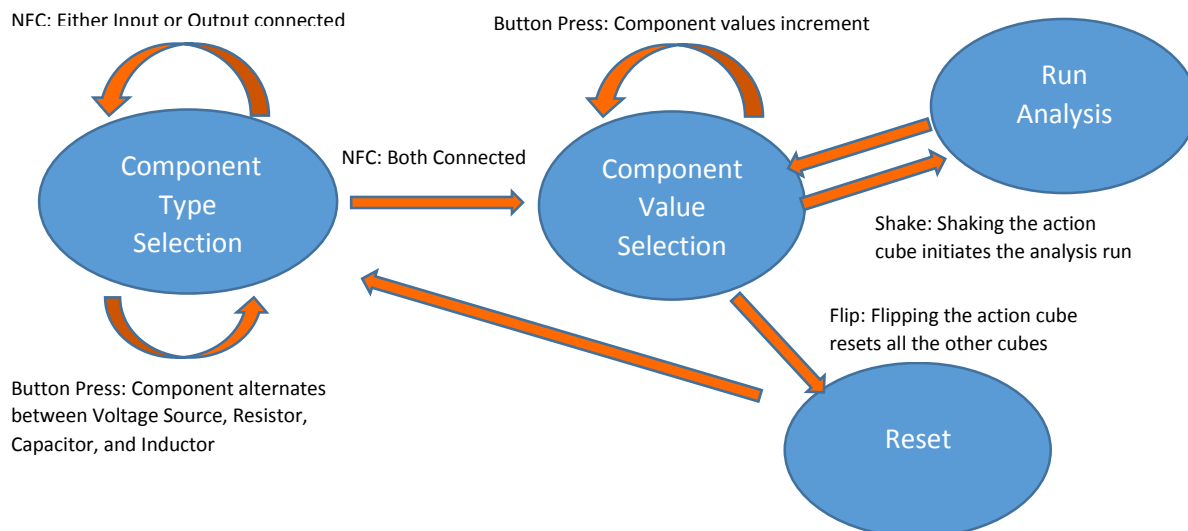 NFC: Either Input or Output connected
Button Press: Component values increment
Run
Analysis
Component
Type
Selection
NFC: Both Connected
Component
Value
Selection
Shake: Shaking the action
cube initiates the analysis run
Flip: Flipping the action cube
resets all the other cubes
Button Press: Component alternates
between Voltage Source, Resistor,
Capacitor, and Inductor
Reset